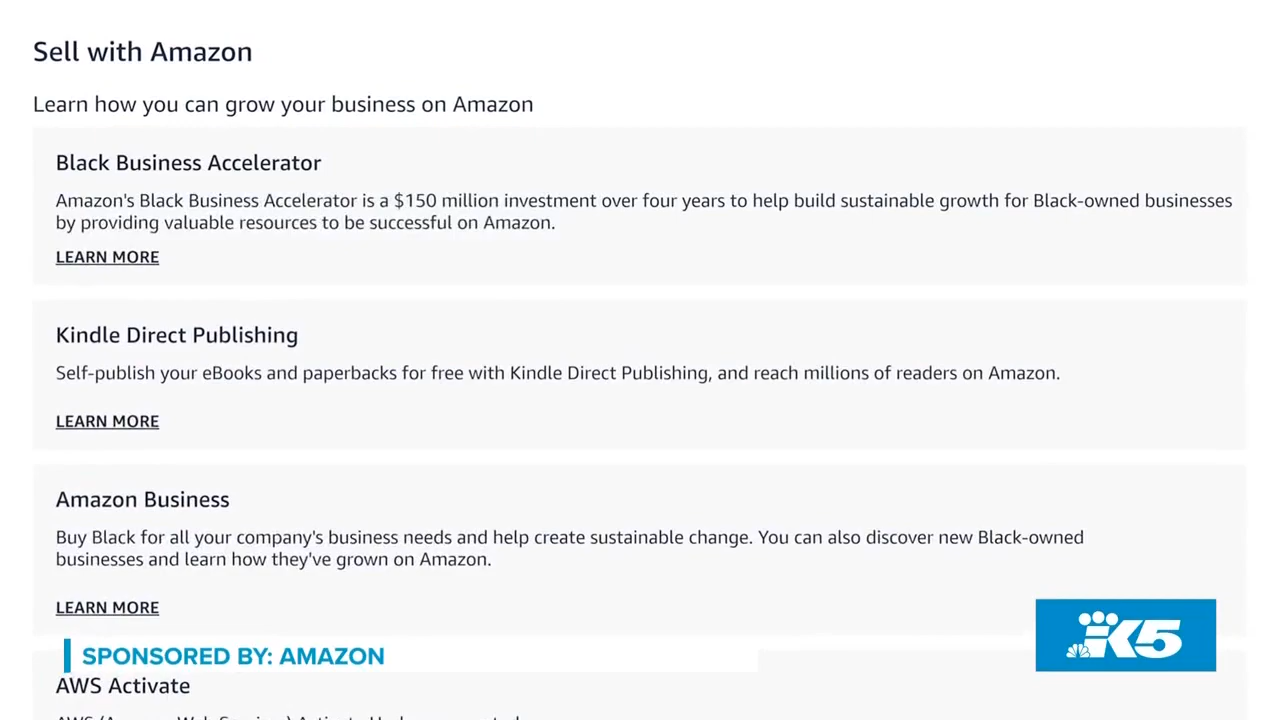 Sell with Amazon
Learn how you can grow your business on Amazon
Black Business Accelerator
Amazon's Black Business Accelerator is a $150 million investment over four years to help build sustainable growth for Black-owned businesses
by providing valuable resources to be successful on Amazon.
LEARN MORE
Kindle Direct Publishing
Self-publish your eBooks and paperbacks for free with Kindle Direct Publishing, and reach millions of readers on Amazon.
LEARN MORE
Amazon Business
Buy Black for all your company's business needs and help create sustainable change. You can also discover new Black-owned
businesses and learn how they've grown on Amazon.
LEARN MORE
K5
SPONSORED BY: AMAZON
AWS Activate